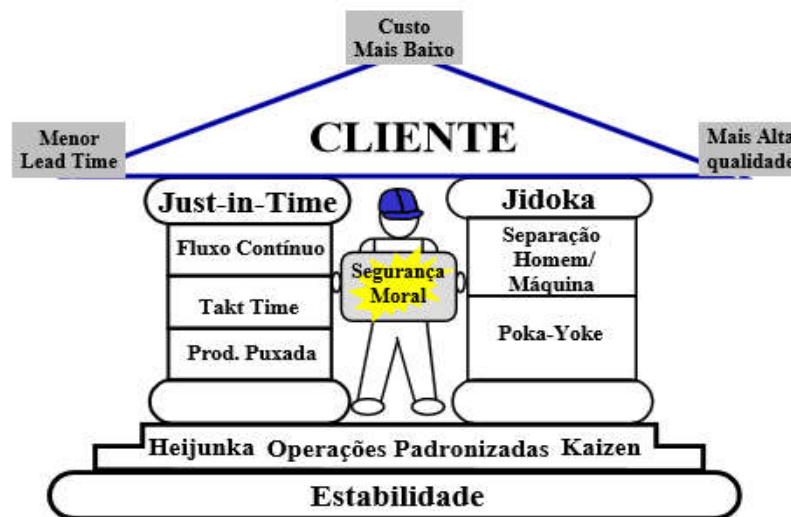 Custo
Mais Baixo
Menor
Lead Time
CLIENTE
Mais Alta
qualidade
Just-in-Time
Jidoka
Fluxo Contínuo
Takt Time
Prod. Puxada
Segurança
Moral
Separação
Homem/
Máquina
Poka-Yoke
Heijunka Operações Padronizadas Kaizen
Estabilidade